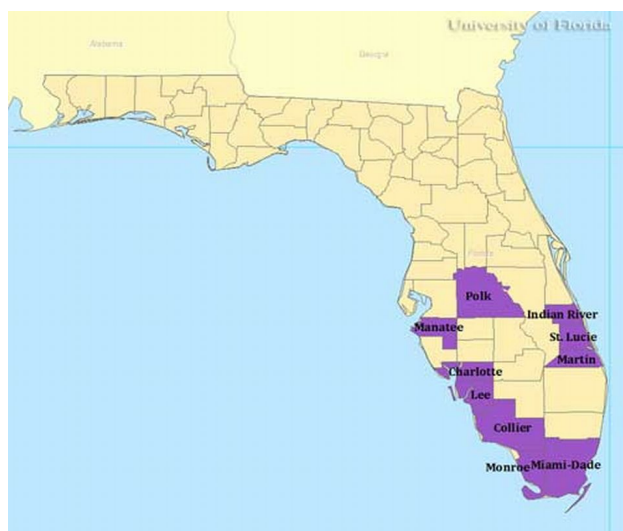 University of Florida
Alabama
Georgia
Florida
Polk
Indian River
Manatee
St. Lucie
Martin
Charlotte
Lee
Collier
Monroe
Miami-Dade